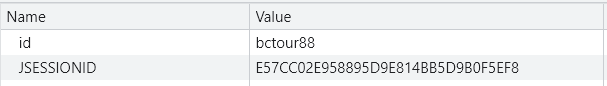 Name Value
id bctour88
JSESSIONID E57CC02E958895D9E814BB5D9B0F5EF8